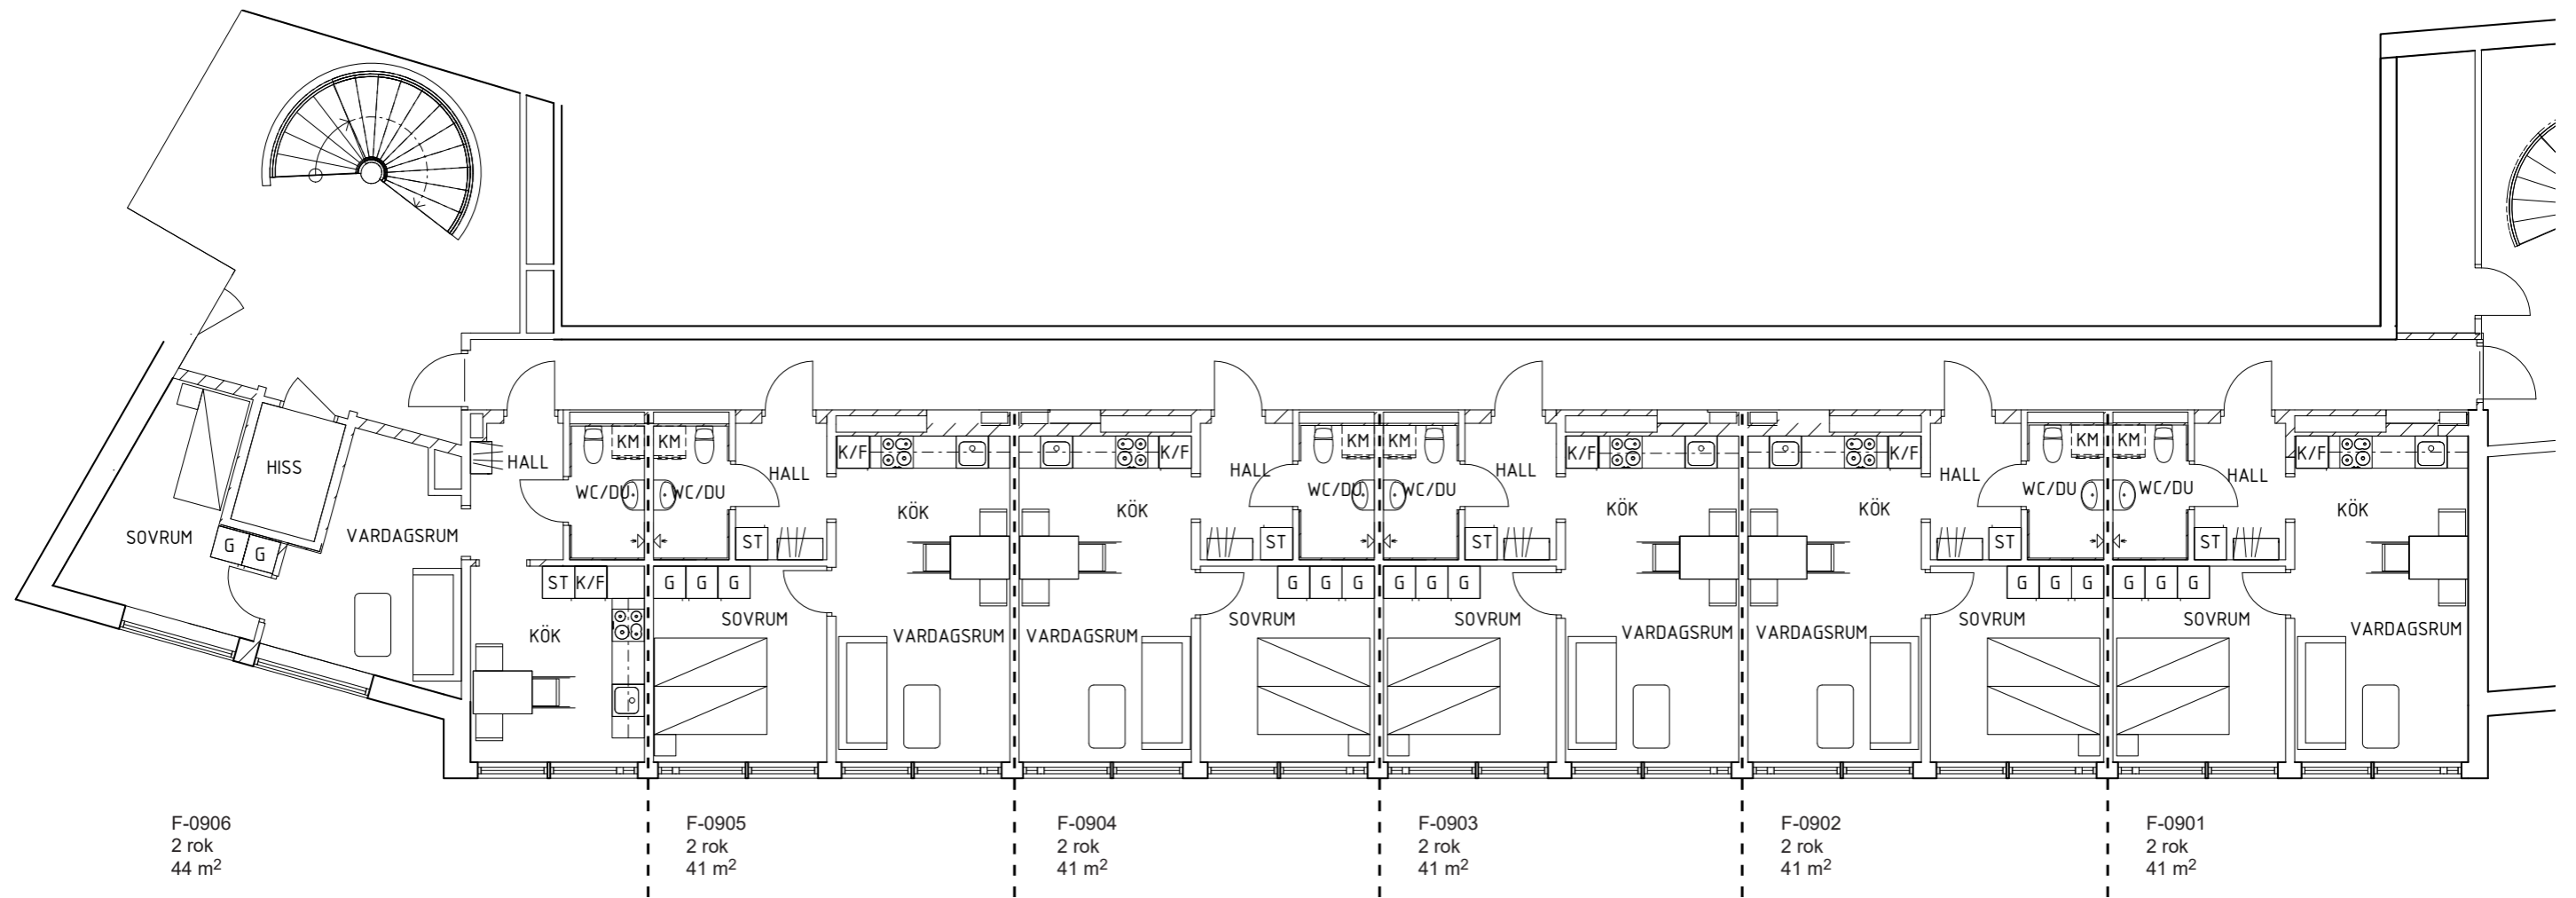 KM
KM
KM
KM
KM
KM
HISS
HALL
K/F
K/F
HALL
HALL
HALL
K/F
K/F
HALL
HALL
K/F
WC/DU
WC/DU
WC/DU
WC/DU
WC/DU
WC/DU
KÖK
KÖK
KÖK
KÖK
KÖK
SOVRUM
G
G
VARDAGSRUM
ST
ST
ST
ST
ST
ST K/F
G G G
G G G
G G G
G G G
G G G
KÖK
SOVRUM
VARDAGSRUM
VARDAGSRUM
SOVRUM
SOVRUM
VARDAGSRUM
VARDAGSRUM
SOVRUM
SOVRUM
VARDAGSRUM
F-0906
2 rok
44 m²
F-0905
2 rok
41 m²
F-0904
2 rok
41 m²
F-0903
2 rok
41 m²
F-0902
2 rok
41 m²
F-0901
2 rok
41 m²